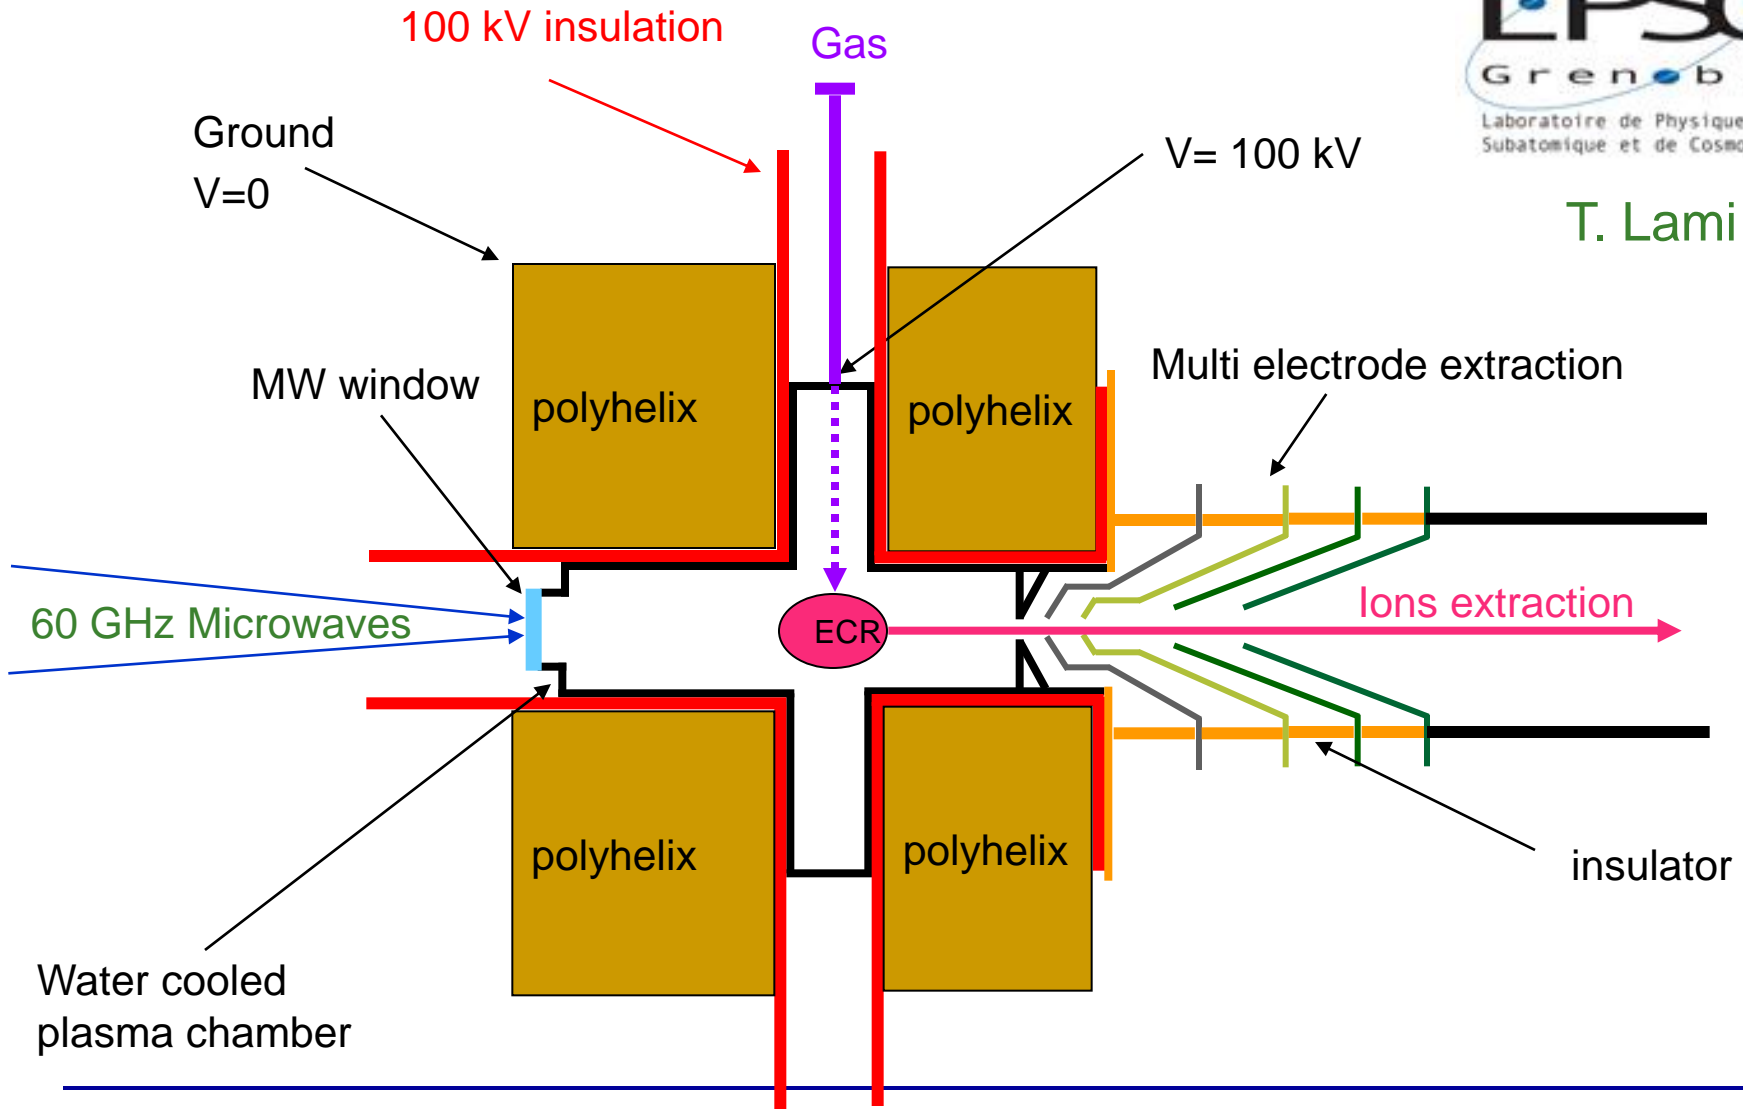 100 kV insulation
Gas
Grenob
Laboratoire de Physique
Subatomique et de Cosmo
Ground
V=0
V= 100 kV
T. Lami
MW window
Multi electrode extraction
polyhelix
polyhelix
60 GHz Microwaves
ECR
Ions extraction
polyhelix
polyhelix
insulator
Water cooled
plasma chamber